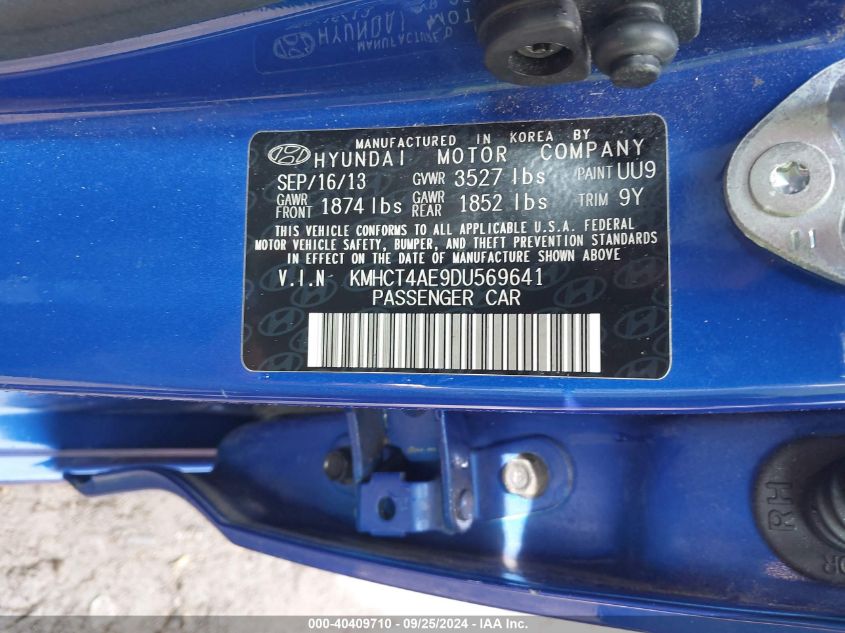 MANUFACTURED IN KOREA BY
HYUNDAI MOTOR COMPANY
SEP/16/13 GVWR 3527 lbs PAINT UU9
GAWR FRONT 1874 lbs GAWR REAR 1852 lbs TRIM 9Y
THIS VEHICLE CONFORMS TO ALL APPLICABLE U.S.A. FEDERAL
MOTOR VEHICLE SAFETY, BUMPER, AND THEFT PREVENTION STANDARDS
IN EFFECT ON THE DATE OF MANUFACTURE SHOWN ABOVE
V.I.N KMHCT4AE9DU569641
PASSENGER CAR
11
RH
000-40409710 - 09/25/2024 - IAA Inc.